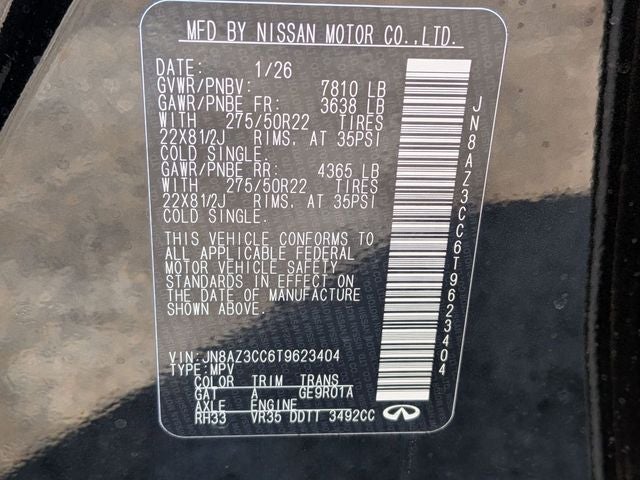 MFD BY NISSAN MOTOR CO.,LTD.
DATE: 1/26
GVWR/PNBV: 7810 LB
GAWR/PNBE FR: 3638 LB
WITH 275/50R22 TIRES
22X81/2J RIMS, AT 35PSI
COLD SINGLE.
GAWR/PNBE RR: 4365 LB
WITH 275/50R22 TIRES
22X81/2J RIMS, AT 35PSI
COLD SINGLE.
THIS VEHICLE CONFORMS TO
ALL APPLICABLE FEDERAL
MOTOR VEHICLE SAFETY
STANDARDS IN EFFECT ON
THE DATE OF MANUFACTURE
SHOWN ABOVE.
VIN:JN8AZ3CC6T9623404
TYPE:MPV
COLOR TRIM TRANS
GAT A GE9R01A
AXLE ENGINE
RH33 VR35 DDTT 3492CC
JN8AZ3CC6T9623404